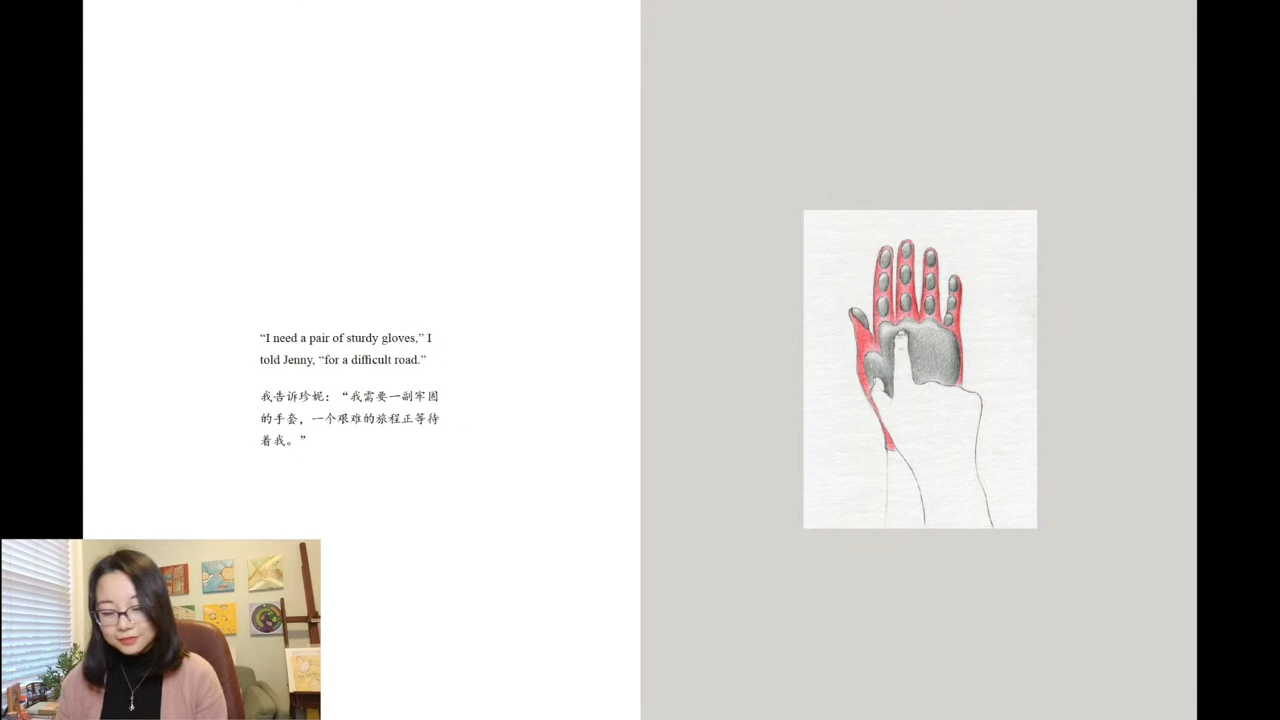 “I need a pair of sturdy gloves,” I
told Jenny, “for a difficult road.”
我告诉珍妮：“我需要一副牢固
的手套，一个艰难的旅程正等待
着我。”